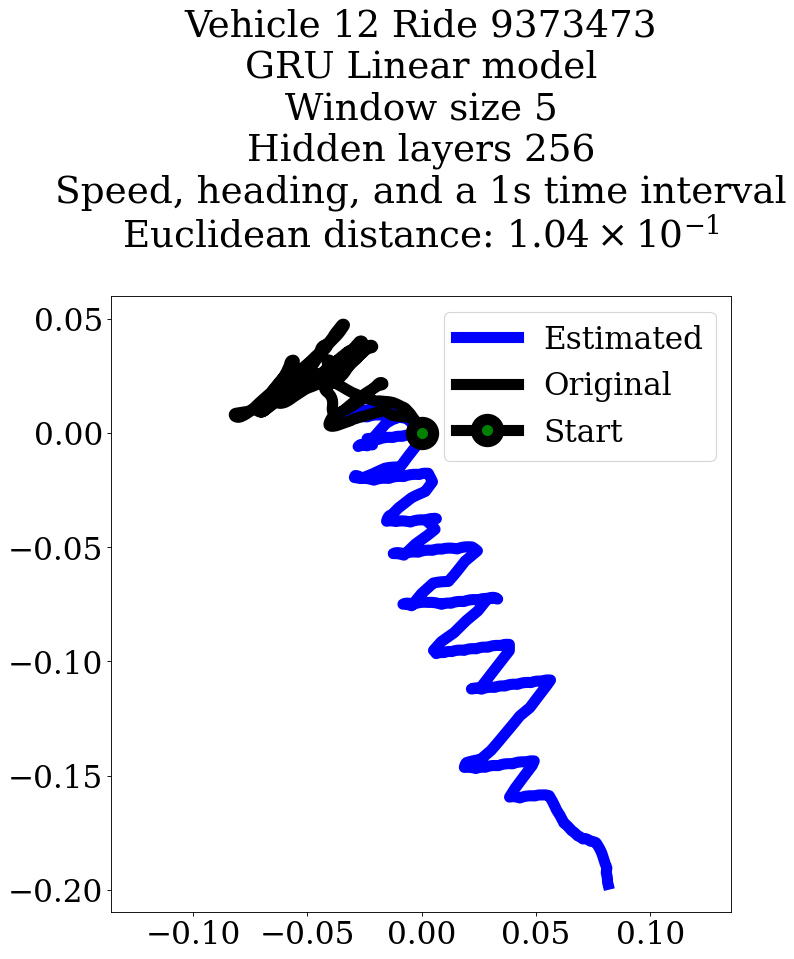 Vehicle 12 Ride 9373473
GRU Linear model
Window size 5
Hidden layers 256
Speed, heading, and a 1s time interval
Euclidean distance: 1.04 × 10⁻¹
Estimated
Original
Start
0.05
0.00
−0.05
−0.10
−0.15
−0.20
−0.10 −0.05 0.00 0.05 0.10